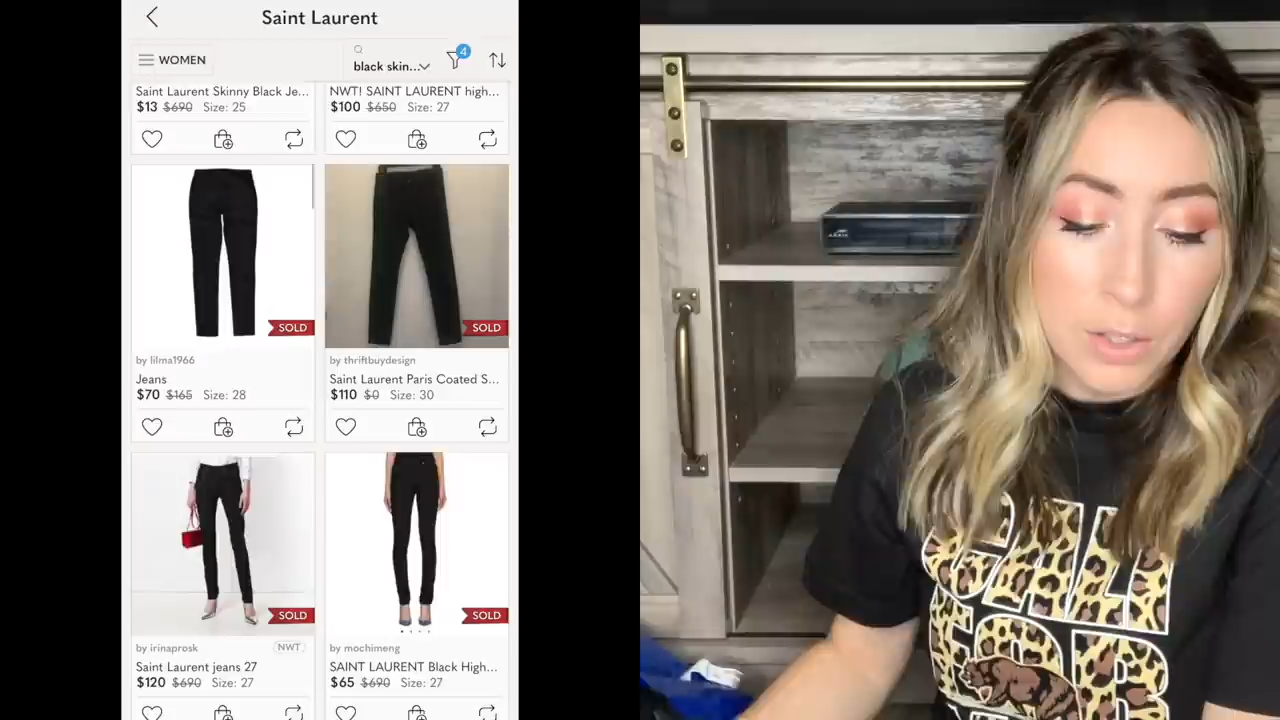 Saint Laurent
WOMEN
black skin...
4
Saint Laurent Skinny Black Je...
$13 $690 Size: 25
NWT! SAINT LAURENT high...
$100 $650 Size: 27
SOLD
SOLD
by lilma1966
Jeans
$70 $165 Size: 28
by thriftbuydesign
Saint Laurent Paris Coated S...
$110 $0 Size: 30
SOLD
SOLD
by irinaprosk NWT
Saint Laurent jeans 27
$120 $690 Size: 27
by mochimeng
SAINT LAURENT Black High...
$65 $690 Size: 27
ARRIS
CALI
FOR